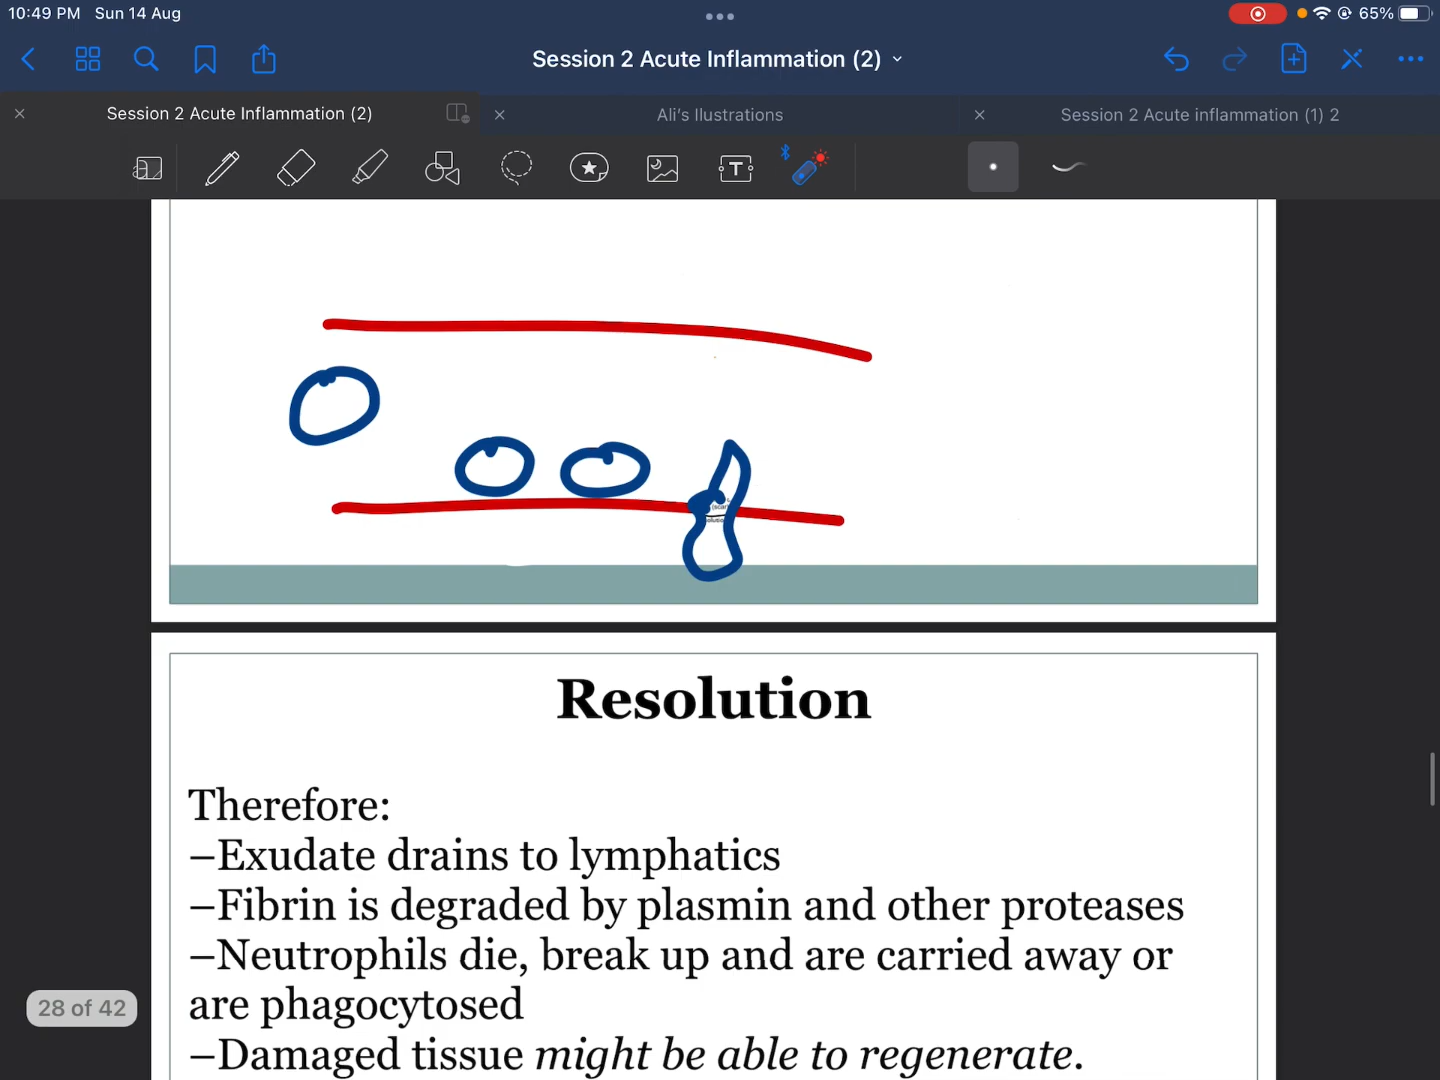 10:49 PM Sun 14 Aug
65%
Session 2 Acute Inflammation (2)
Session 2 Acute Inflammation (2)
Ali's Ilustrations
Session 2 Acute inflammation (1) 2
T
Resolution
Therefore:
–Exudate drains to lymphatics
–Fibrin is degraded by plasmin and other proteases
–Neutrophils die, break up and are carried away or
are phagocytosed
–Damaged tissue might be able to regenerate.
28 of 42